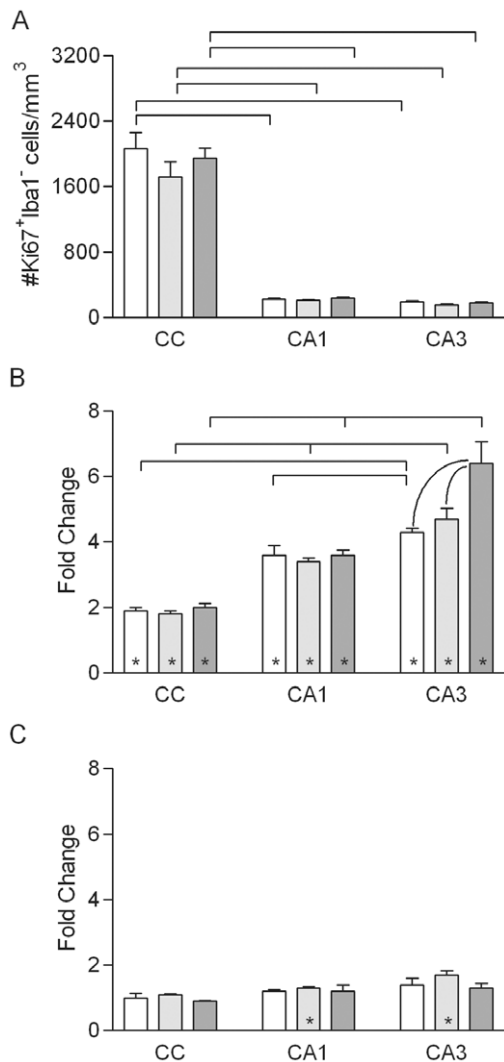 A
#Ki67⁺Iba1⁻ cells/mm³
3200
2400
1600
800
0
CC
CA1
CA3
B
Fold Change
8
6
4
2
0
* * * * * * * * *
CC
CA1
CA3
C
Fold Change
8
6
4
2
0
* *
CC
CA1
CA3